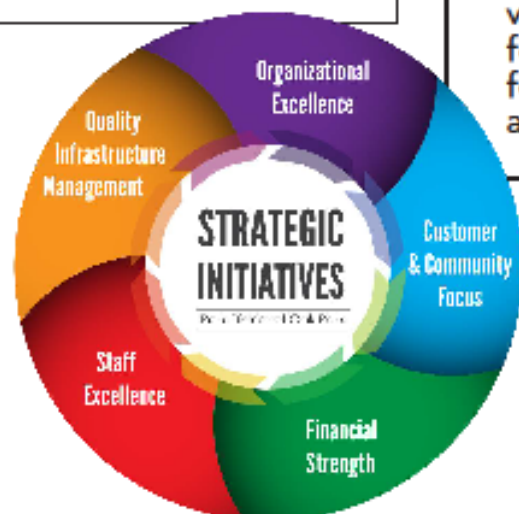 Organizational
Excellence
Quality
Infrastructure
Management
STRATEGIC
INITIATIVES
Customer
& Community
Focus
Staff
Excellence
Financial
Strength